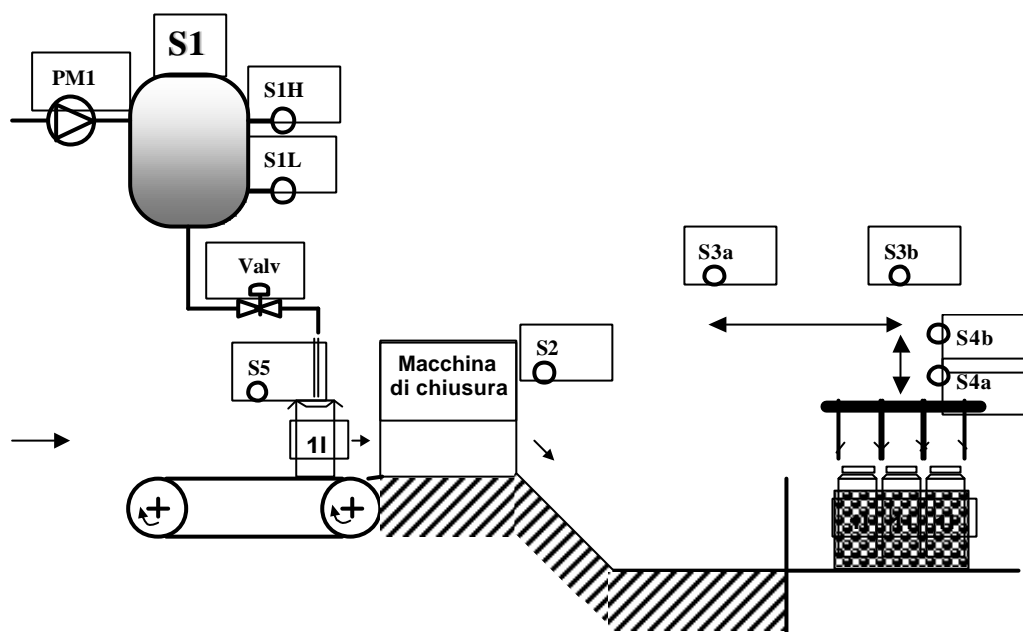 S1
PM1
S1H
S1L
Valv
S3a
S3b
S4b
S4a
S5
S2
Macchina
di chiusura
1l